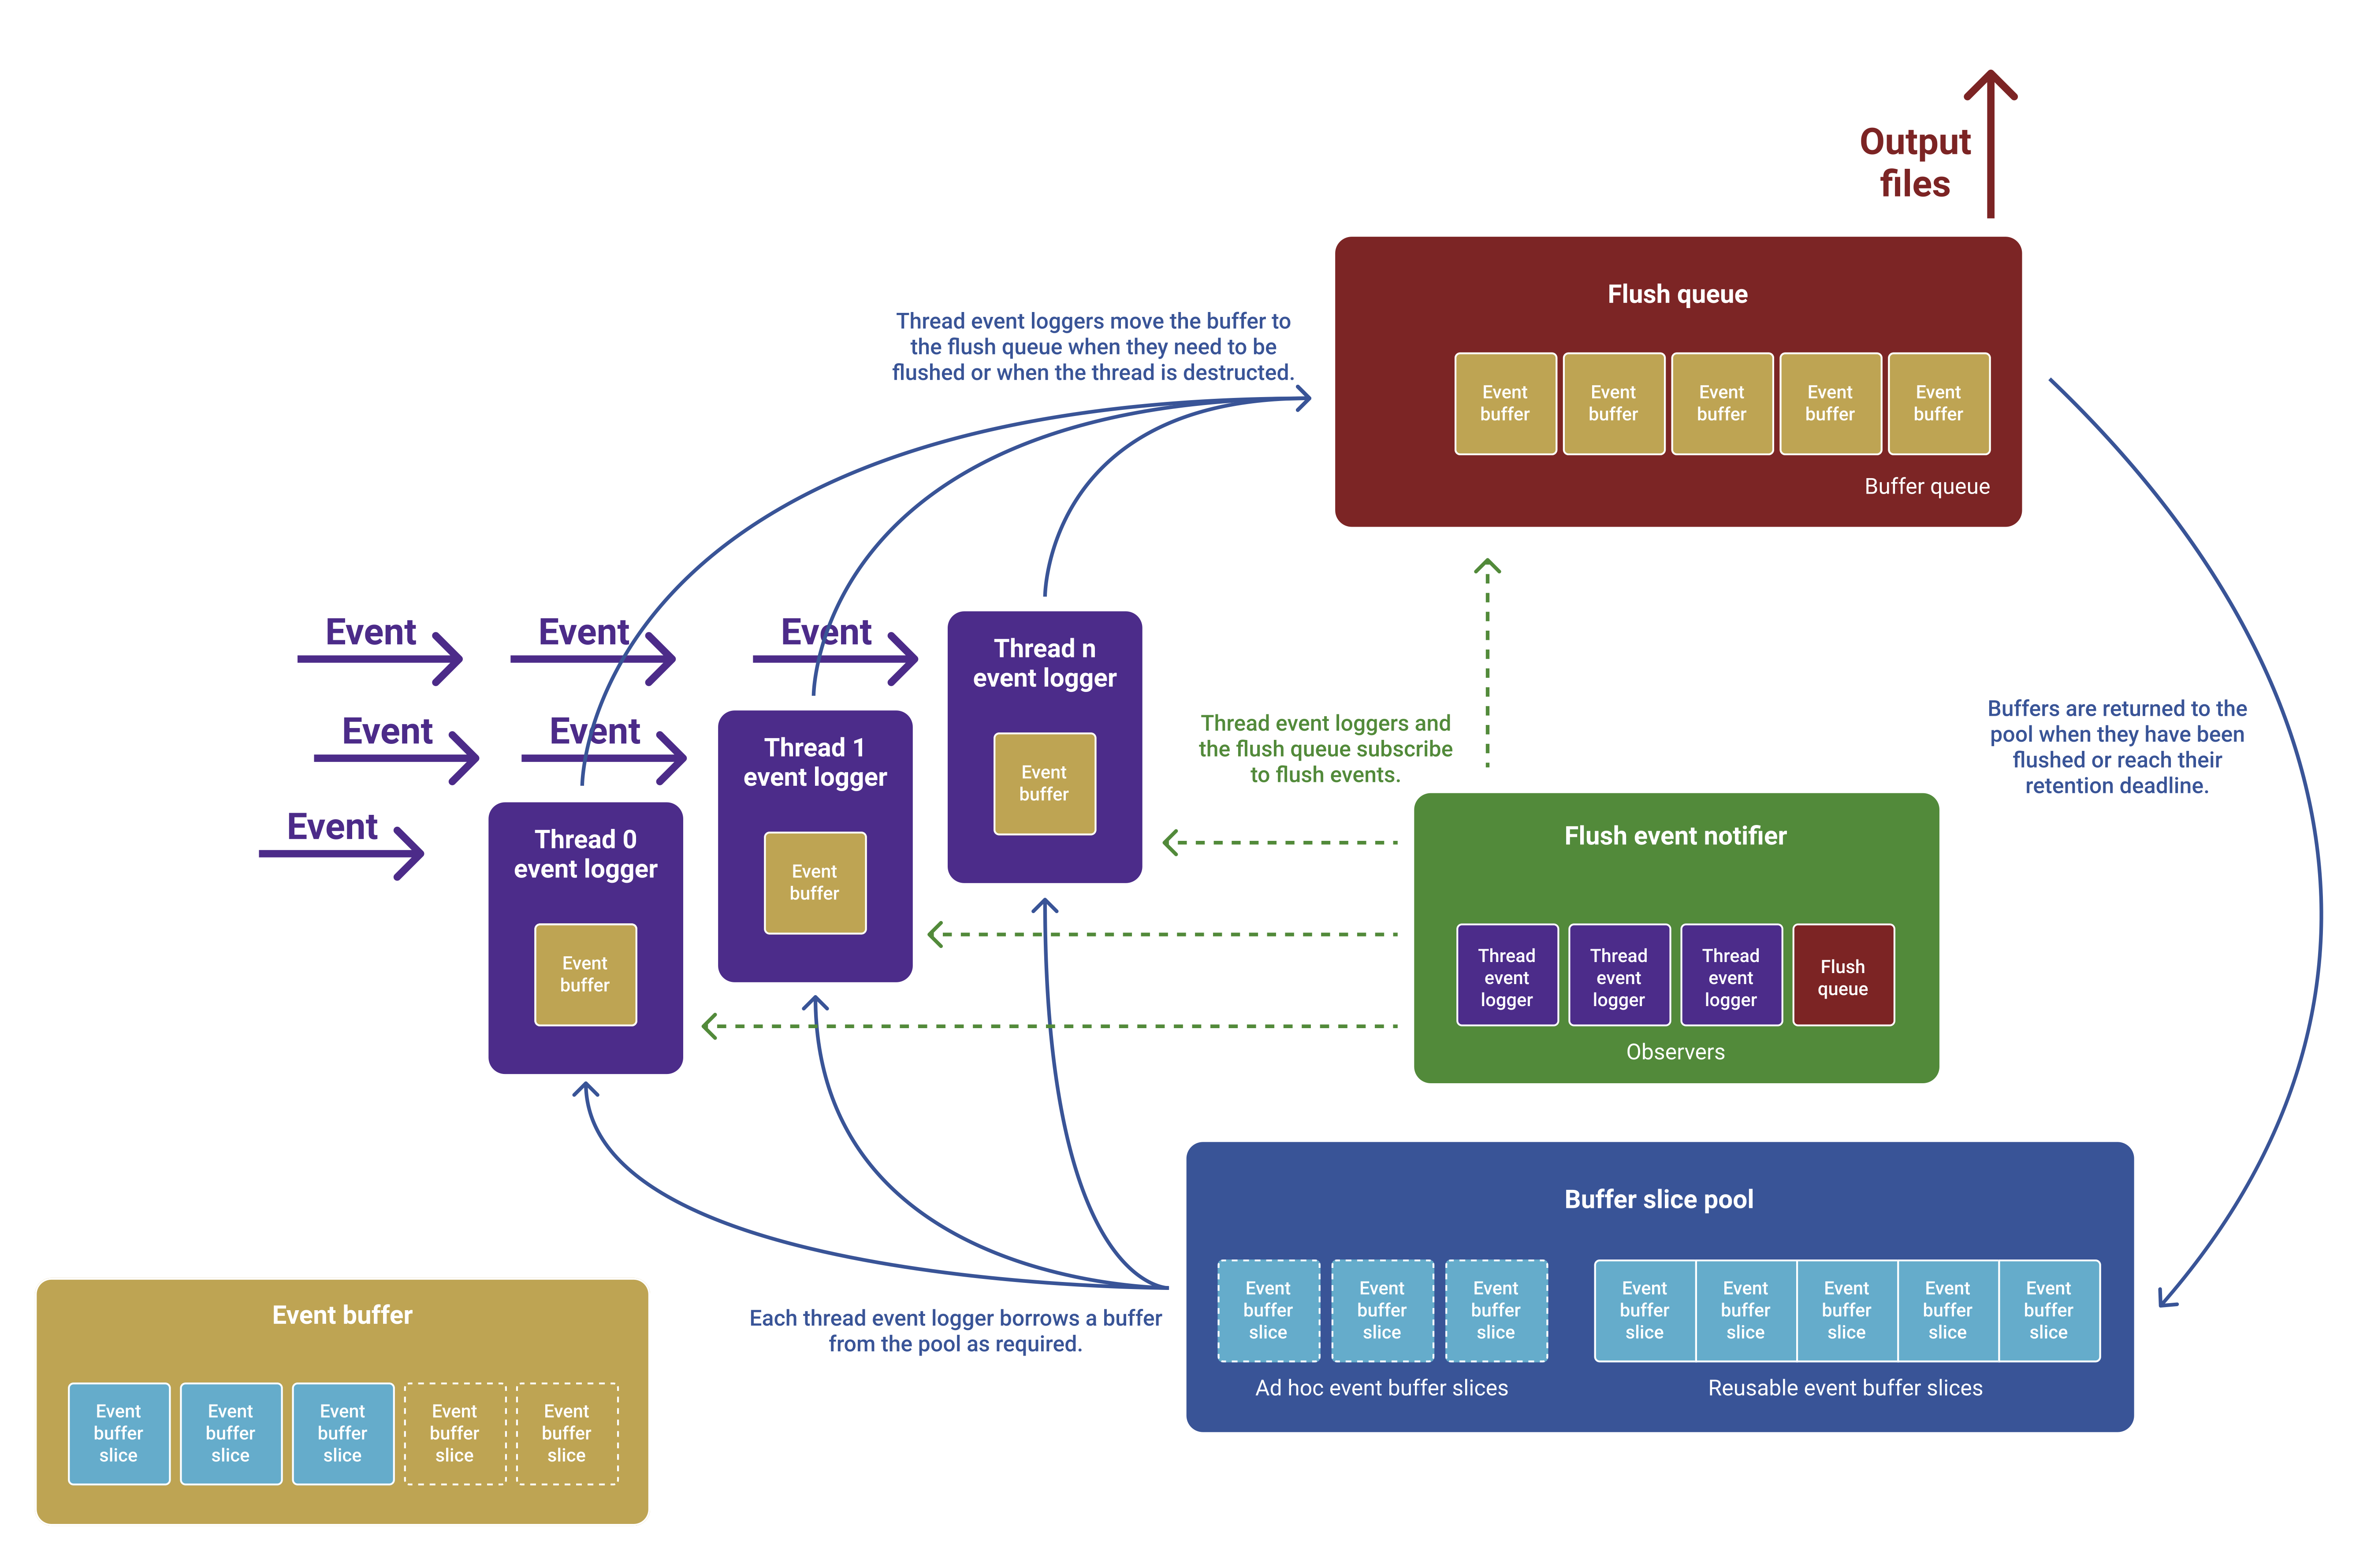 Output
files
Flush queue
Event
buffer
Event
buffer
Event
buffer
Event
buffer
Event
buffer
Buffer queue
Thread event loggers move the buffer to
the flush queue when they need to be
flushed or when the thread is destructed.
Event
Event
Event
Event
Event
Event
Thread n
event logger
Event
buffer
Thread 1
event logger
Event
buffer
Thread 0
event logger
Event
buffer
Thread event loggers and
the flush queue subscribe
to flush events.
Buffers are returned to the
pool when they have been
flushed or reach their
retention deadline.
Flush event notifier
Thread
event
logger
Thread
event
logger
Thread
event
logger
Flush
queue
Observers
Buffer slice pool
Event
buffer
slice
Event
buffer
slice
Event
buffer
slice
Ad hoc event buffer slices
Event
buffer
slice
Event
buffer
slice
Event
buffer
slice
Event
buffer
slice
Event
buffer
slice
Reusable event buffer slices
Each thread event logger borrows a buffer
from the pool as required.
Event buffer
Event
buffer
slice
Event
buffer
slice
Event
buffer
slice
Event
buffer
slice
Event
buffer
slice